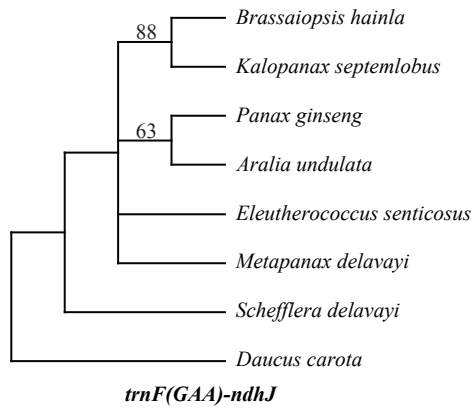 Brassaiopsis hainla
88
Kalopanax septemlobus
Panax ginseng
63
Aralia undulata
Eleutherococcus senticosus
Metapanax delavayi
Schefflera delavayi
Daucus carota
trnF(GAA)-ndhJ